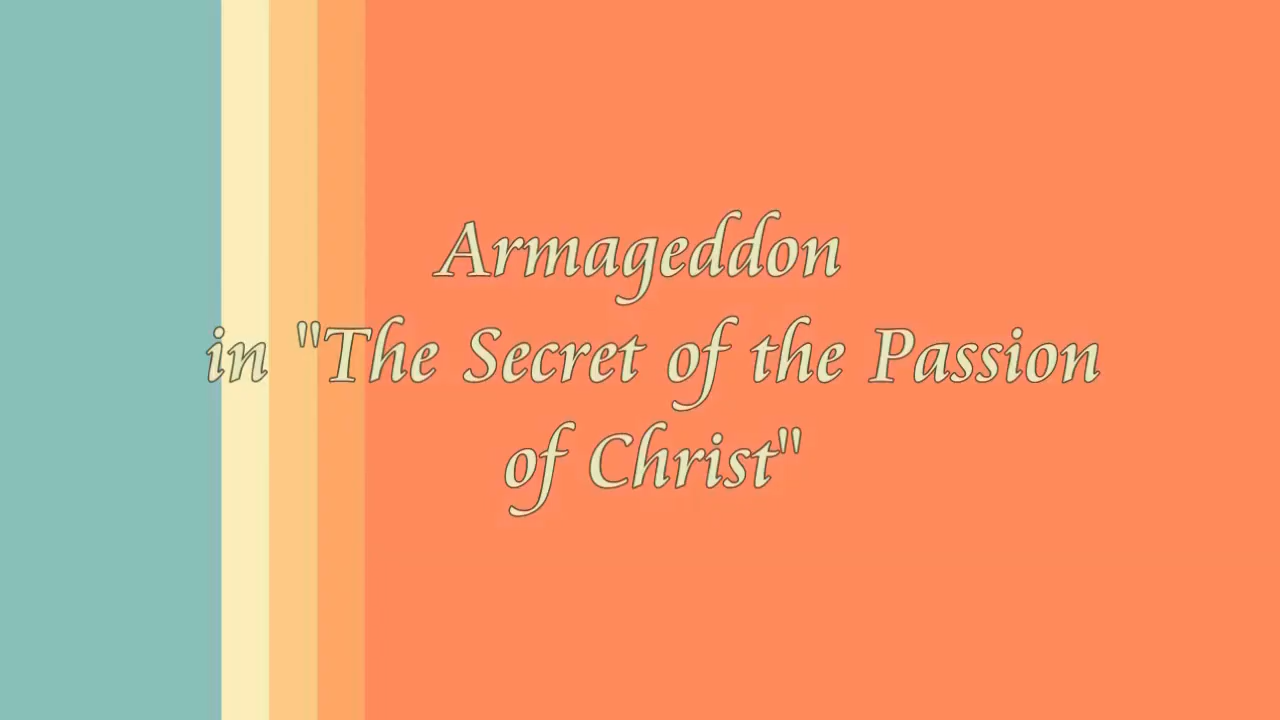 Armageddon
in "The Secret of the Passion
of Christ"